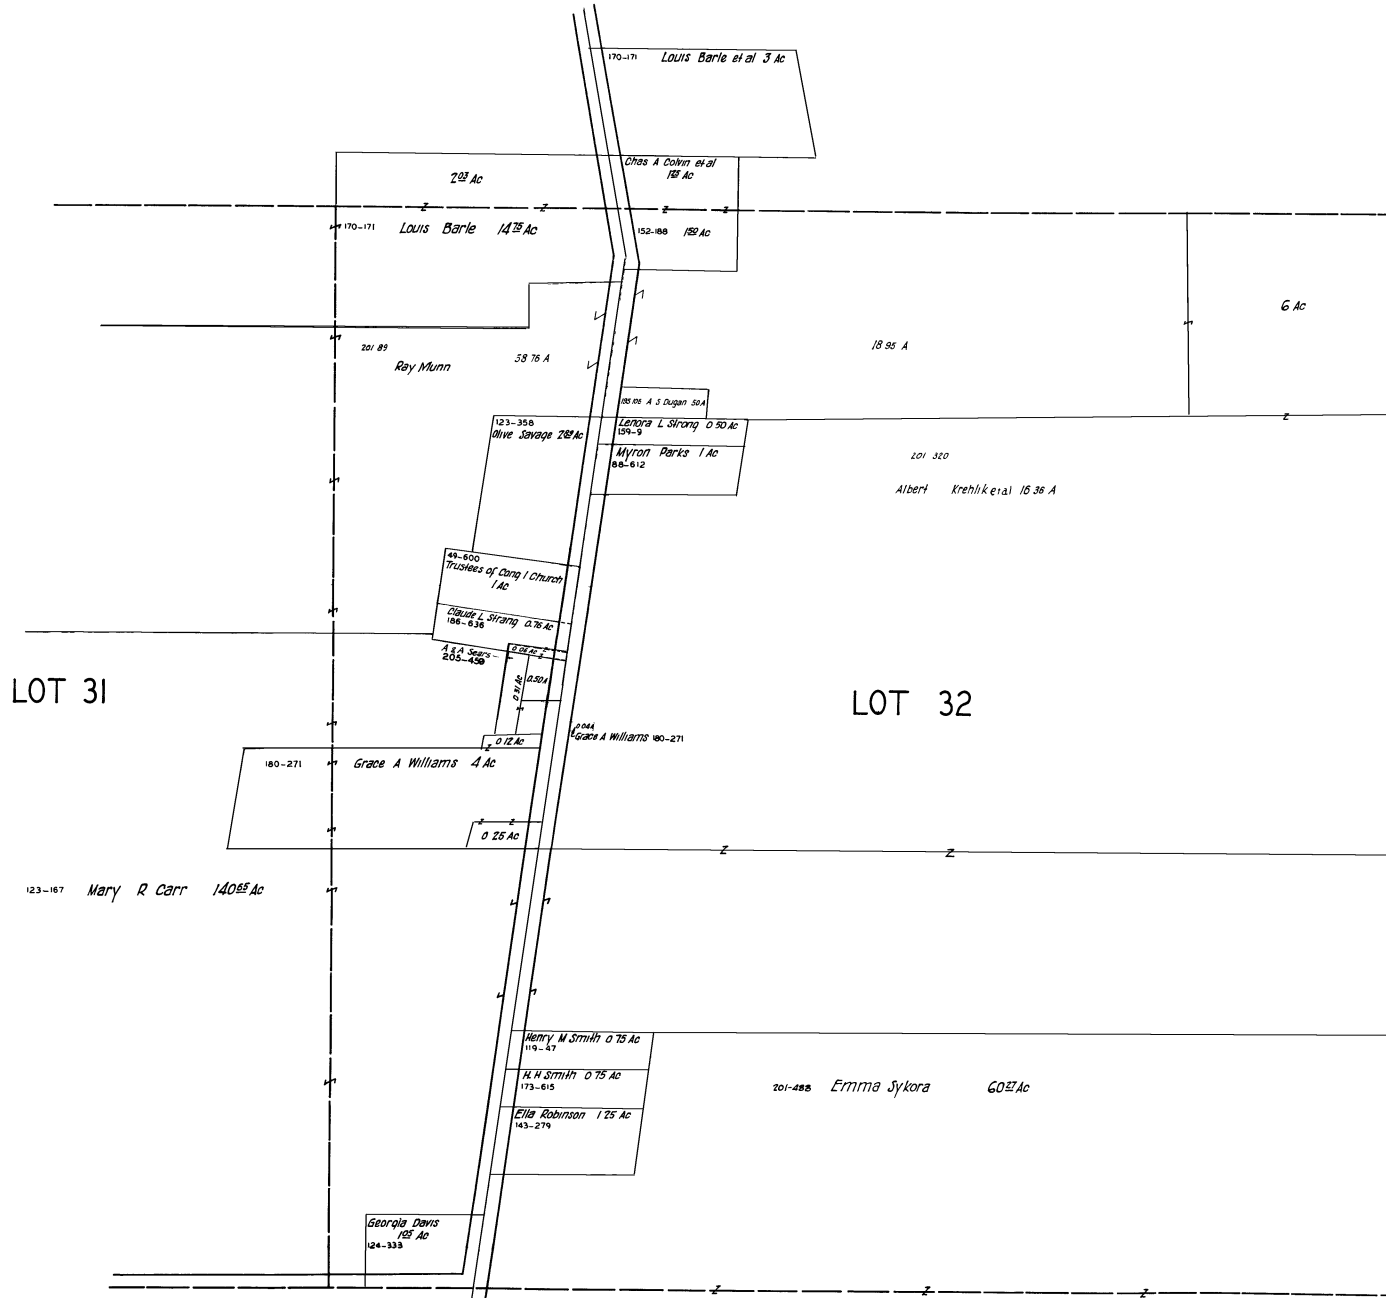 170-171 Louis Barle et al 3 Ac
Chas A Colvin et al
2 03 Ac
170-171 Louis Barle 14 75 Ac
152-188 1 50 Ac
6 Ac
201 89
Ray Munn 58 76 A
18 95 A
A S Dugan 50 A
123-358
Olive Savage
Lenora L Strong 0 50 Ac
159-9
Myron Parks 1 Ac
88-612
201 320
Albert Krehlik et al 16 36 A
49-600
Trustees of Cong l Church
1 Ac
Claude L Strang 0.76 Ac
186-636
A & A Sears
205-459
0 06 Ac
0 31 Ac
0.50 A
LOT 31
LOT 32
0 04 A
Grace A Williams 180-271
0 12 Ac
180-271 Grace A Williams 4 Ac
0 25 Ac
123-167 Mary R Carr 140 65 Ac
Henry M Smith 0 75 Ac
119-47
H. H Smith 0 75 Ac
173-615
Ella Robinson 1 25 Ac
143-279
201-488 Emma Sykora 60 27 Ac
Georgia Davis
1 05 Ac
124-333